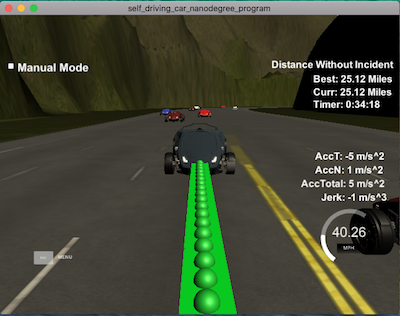 self_driving_car_nanodegree_program
Manual Mode
Distance Without Incident
Best: 25.12 Miles
Curr: 25.12 Miles
Timer: 0:34:18
AccT: -5 m/s^2
AccN: 1 m/s^2
AccTotal: 5 m/s^2
Jerk: -1 m/s^3
40.26
MPH
MENU